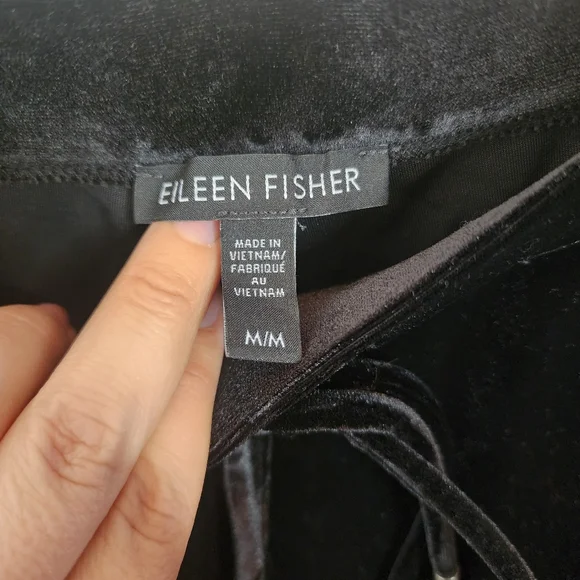 EILEEN FISHER
MADE IN
VIETNAM/
FABRIQUÉ
AU
VIETNAM
M/M